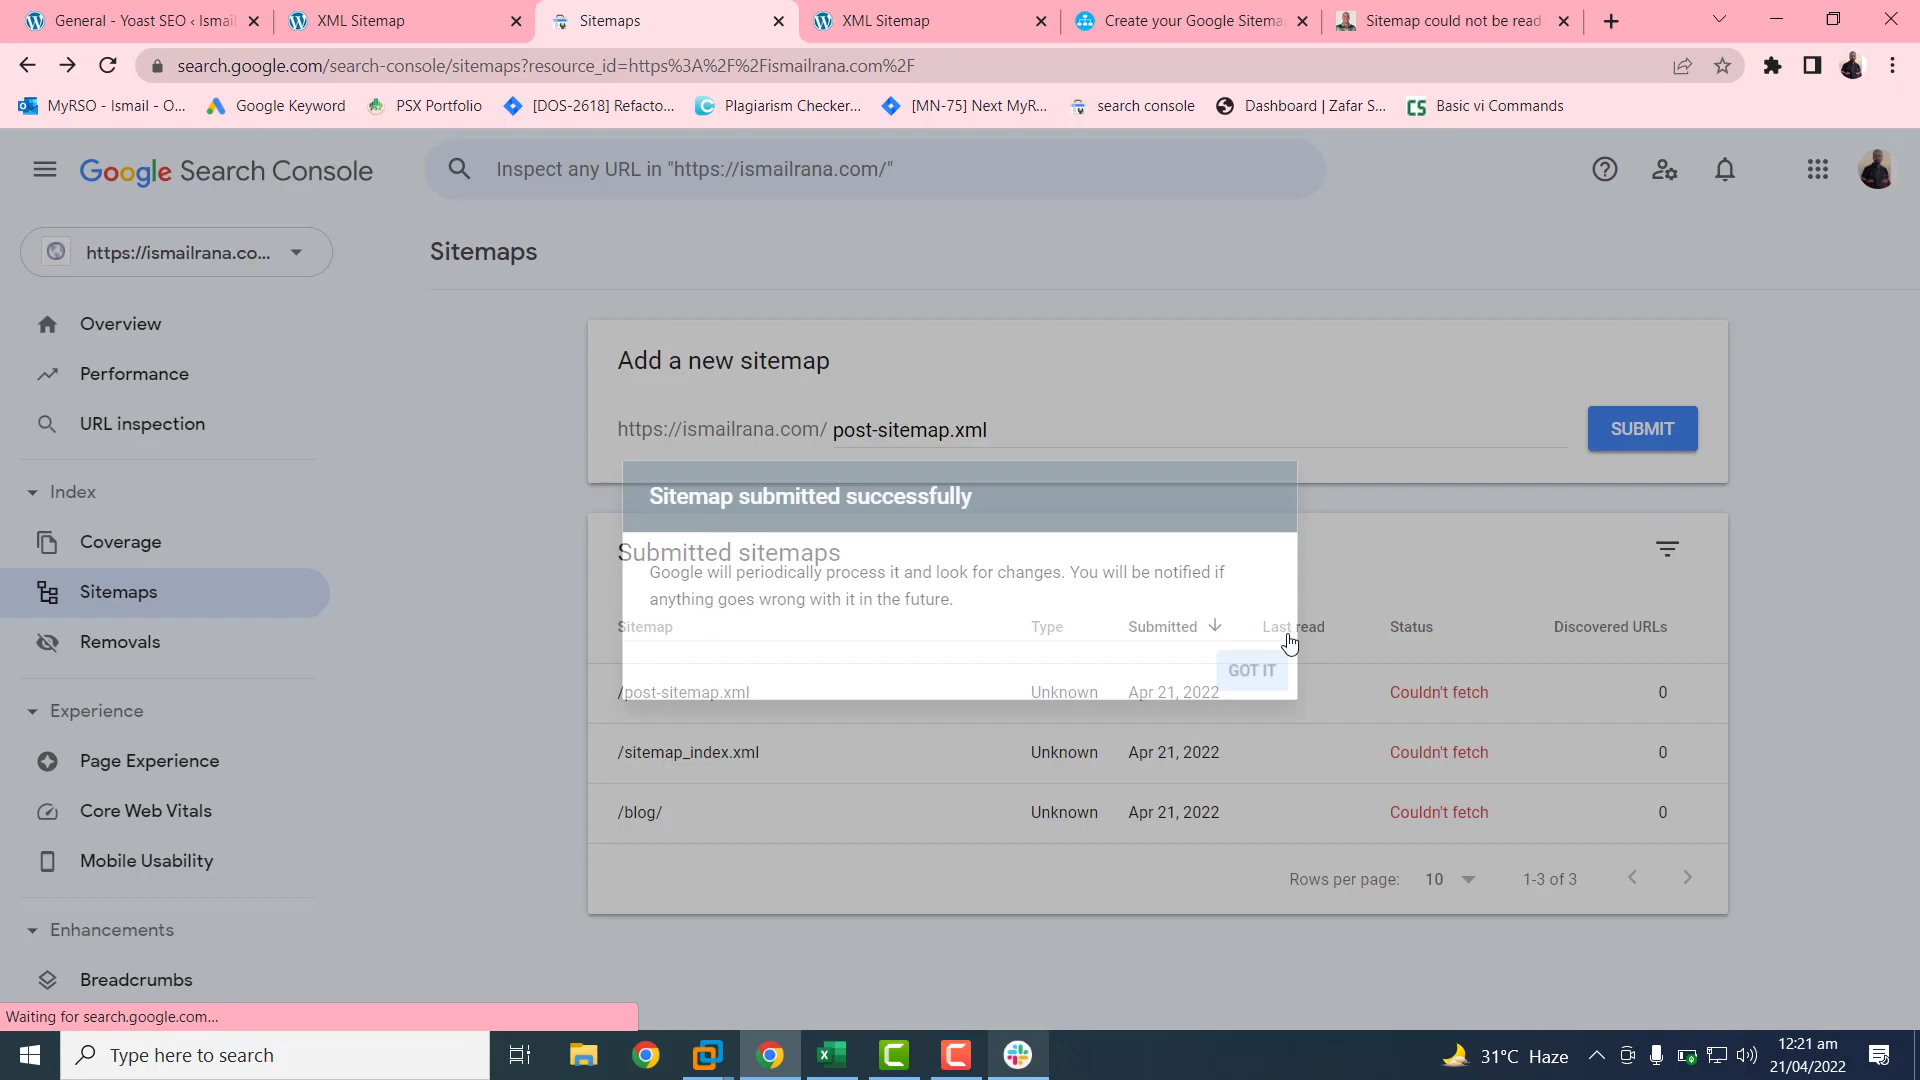 General - Yoast SEO ‹ Ismail
XML Sitemap
Sitemaps
XML Sitemap
Create your Google Sitema
Sitemap could not be read
search.google.com/search-console/sitemaps?resource_id=https%3A%2F%2Fismailrana.com%2F
MyRSO - Ismail - O...
Google Keyword
PSX Portfolio
[DOS-2618] Refacto...
Plagiarism Checker...
[MN-75] Next MyR...
search console
Dashboard | Zafar S...
CS Basic vi Commands
Google Search Console
Inspect any URL in "https://ismailrana.com/"
https://ismailrana.co...
Sitemaps
Overview
Performance
URL inspection
Index
Coverage
Sitemaps
Removals
Experience
Page Experience
Core Web Vitals
Mobile Usability
Enhancements
Breadcrumbs
Add a new sitemap
https://ismailrana.com/ post-sitemap.xml
SUBMIT
Sitemap submitted successfully
Submitted sitemaps
Google will periodically process it and look for changes. You will be notified if
anything goes wrong with it in the future.
Sitemap Type Submitted Last read Status Discovered URLs
GOT IT
/post-sitemap.xml Unknown Apr 21, 2022 Couldn't fetch 0
/sitemap_index.xml Unknown Apr 21, 2022 Couldn't fetch 0
/blog/ Unknown Apr 21, 2022 Couldn't fetch 0
Rows per page: 10 1-3 of 3
Waiting for search.google.com...
Type here to search
31°C Haze
12:21 am
21/04/2022